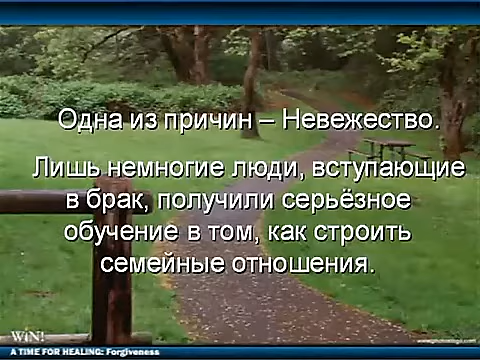 Одна из причин – Невежество.
Лишь немногие люди, вступающие
в брак, получили серьёзное
обучение в том, как строить
семейные отношения.
WiN!
A TIME FOR HEALING: Forgiveness